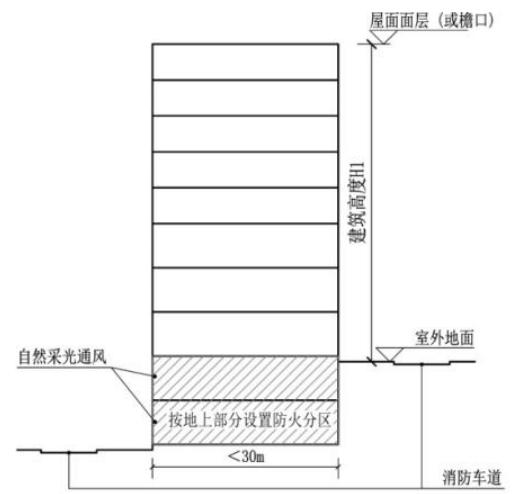 屋面面层（或檐口）
建筑高度H1
室外地面
自然采光通风
按地上部分设置防火分区
<30m
消防车道